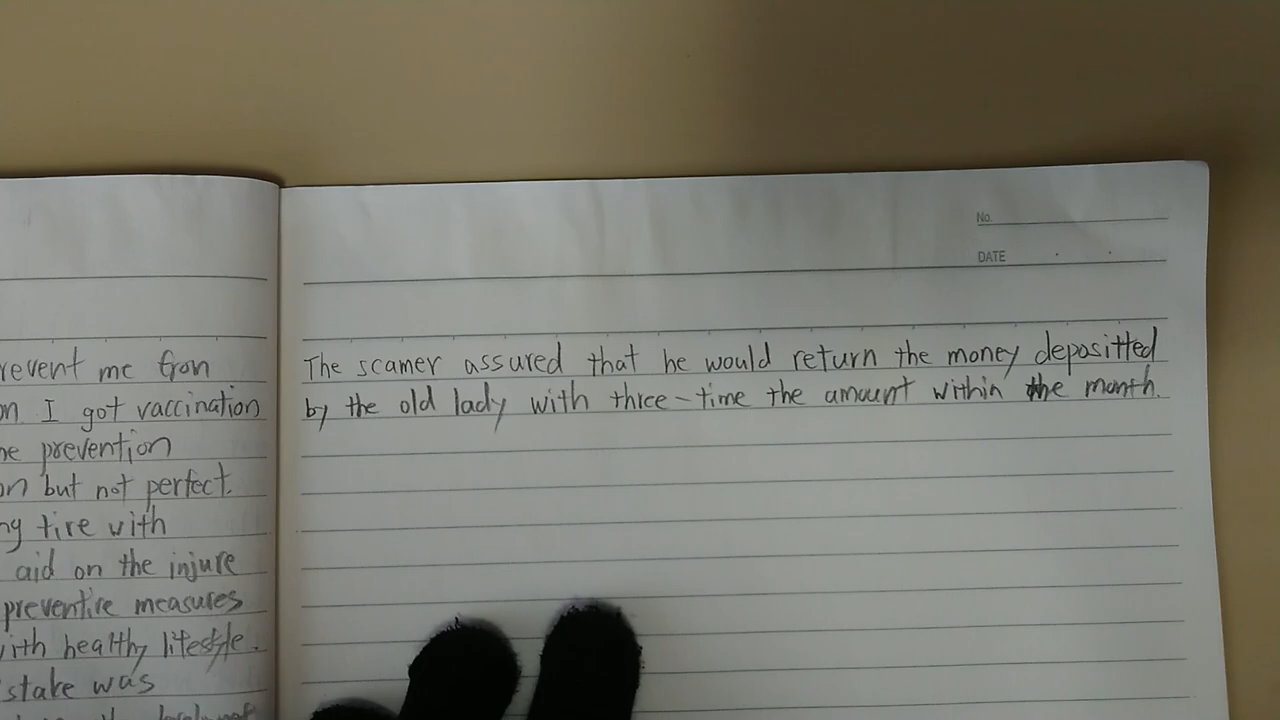 No.
DATE
revent me from
on. I got vaccination
he prevention
on but not perfect.
ng tire with
aid on the injure
preventive measures
with healthy lifestyle.
stake was
The scamer assured that he would return the money depositted
by the old lady with three-time the amount within the month.